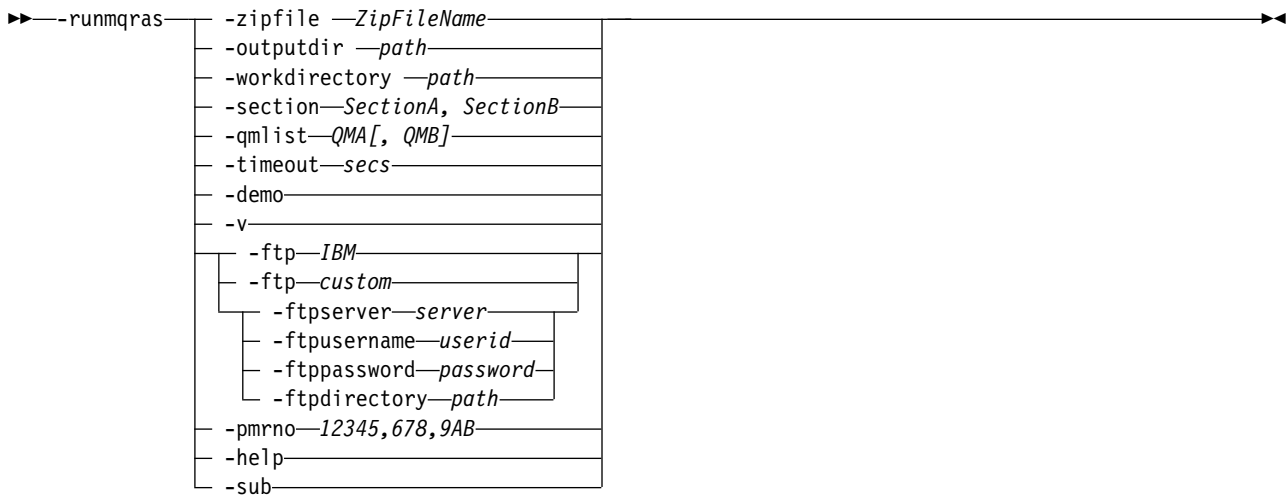 -runmqras -zipfile ZipFileName
-outputdir path
-workdirectory path
-section SectionA, SectionB
-qmlist QMA[, QMB]
-timeout secs
-demo
-v
-ftp IBM
-ftp custom
-ftpserver server
-ftpusername userid
-ftppassword password
-ftpdirectory path
-pmrno 12345,678,9AB
-help
-sub